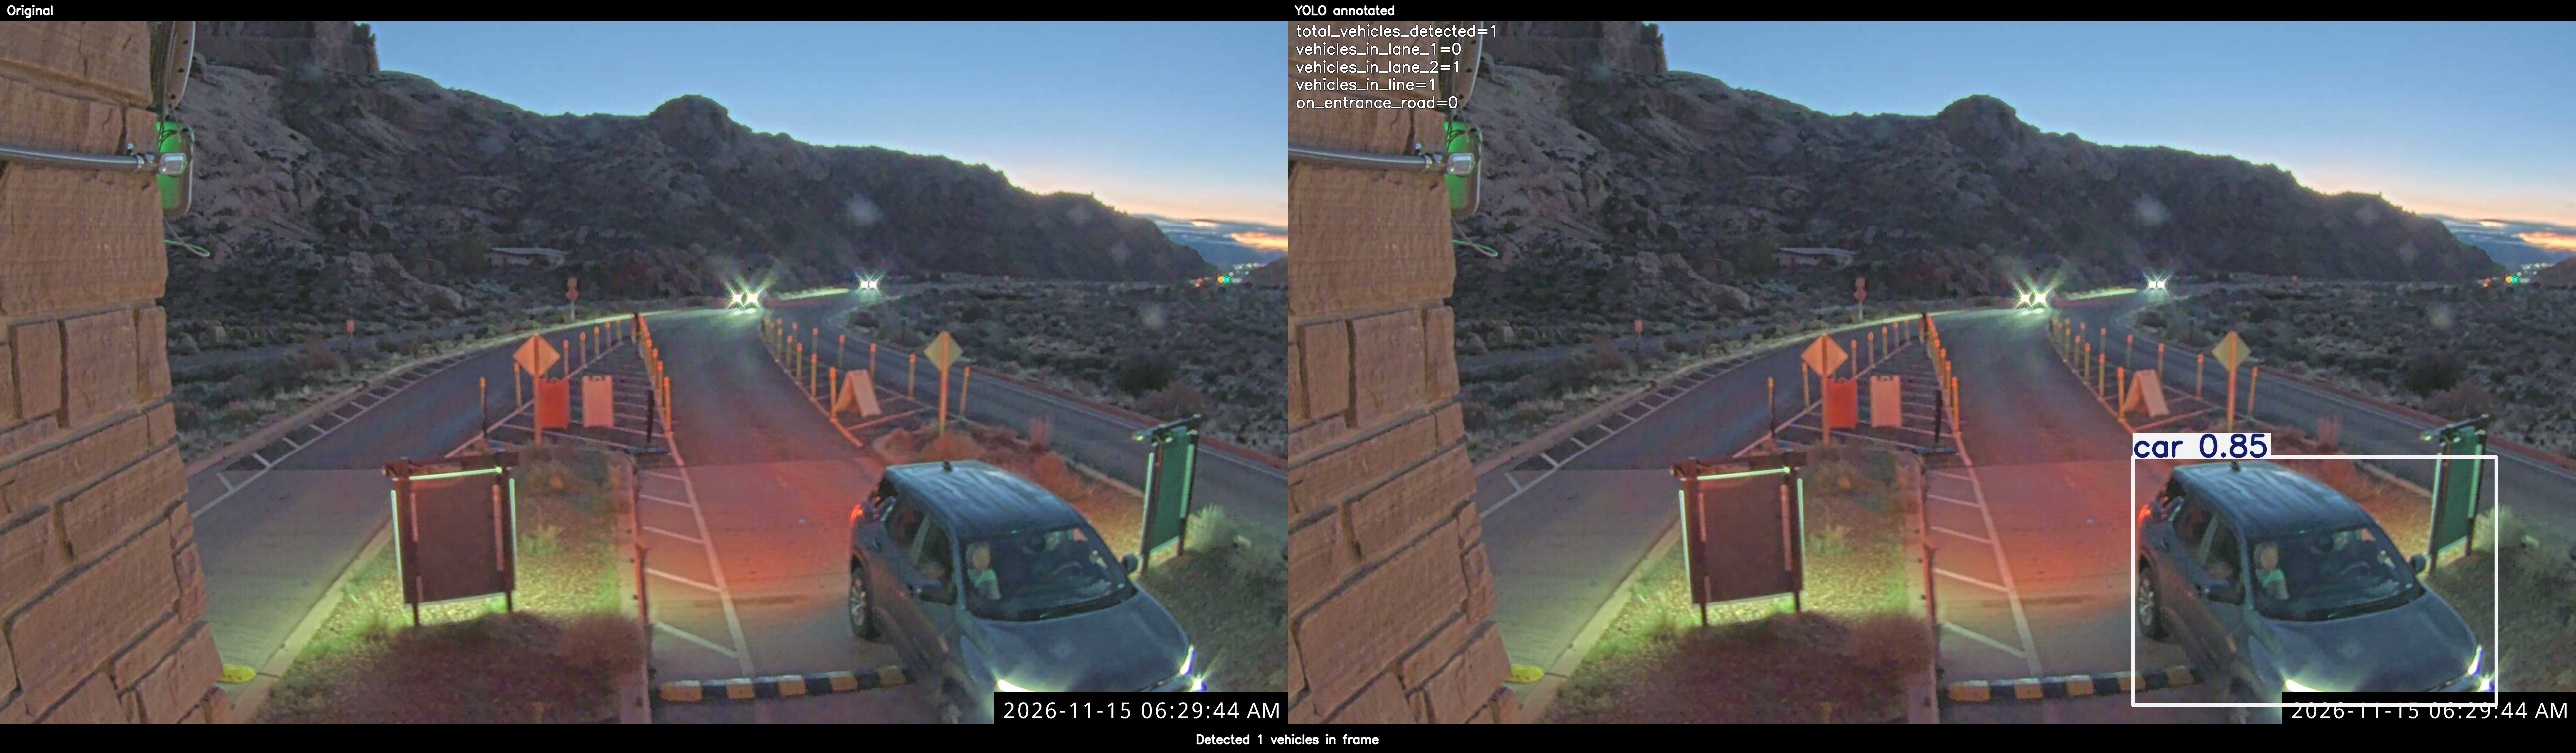 Original
2026-11-15 06:29:44 AM
YOLO annotated
total_vehicles_detected=1
vehicles_in_lane_1=0
vehicles_in_lane_2=1
vehicles_in_line=1
on_entrance_road=0
car 0.85
2026-11-15 06:29:44 AM
Detected 1 vehicles in frame